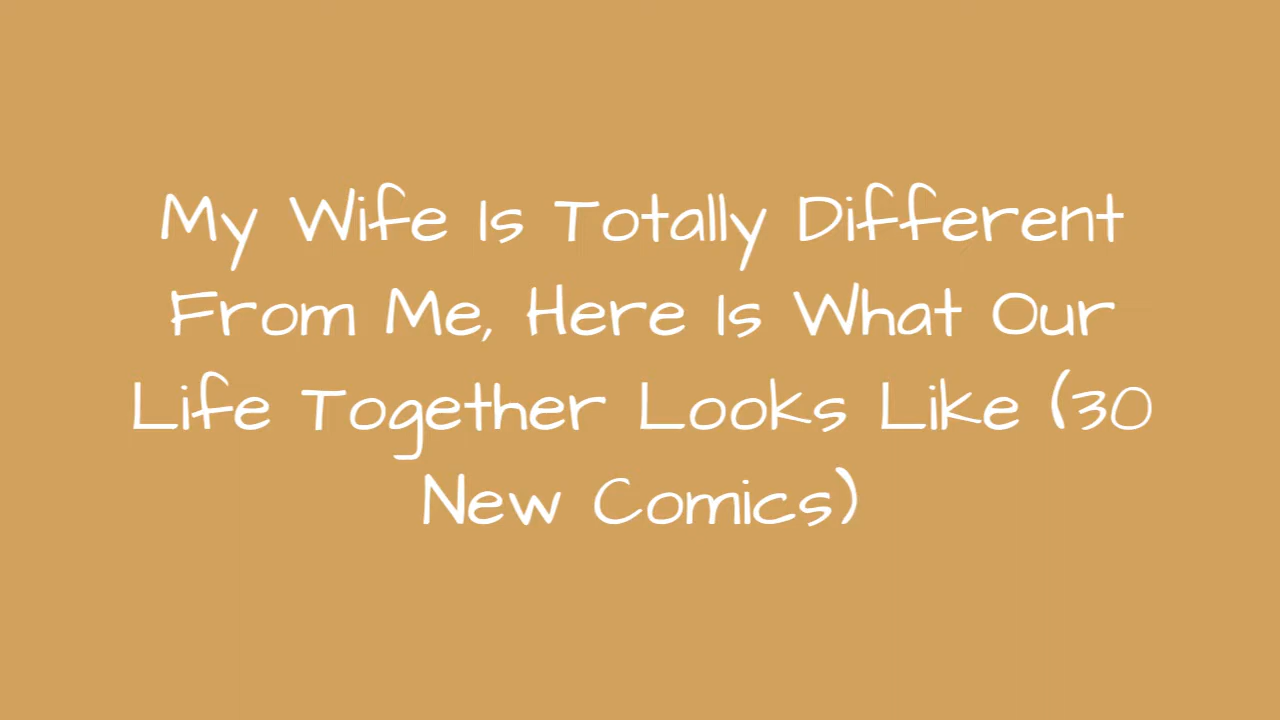 My Wife Is Totally Different
From Me, Here Is What Our
Life Together Looks Like (30
New Comics)